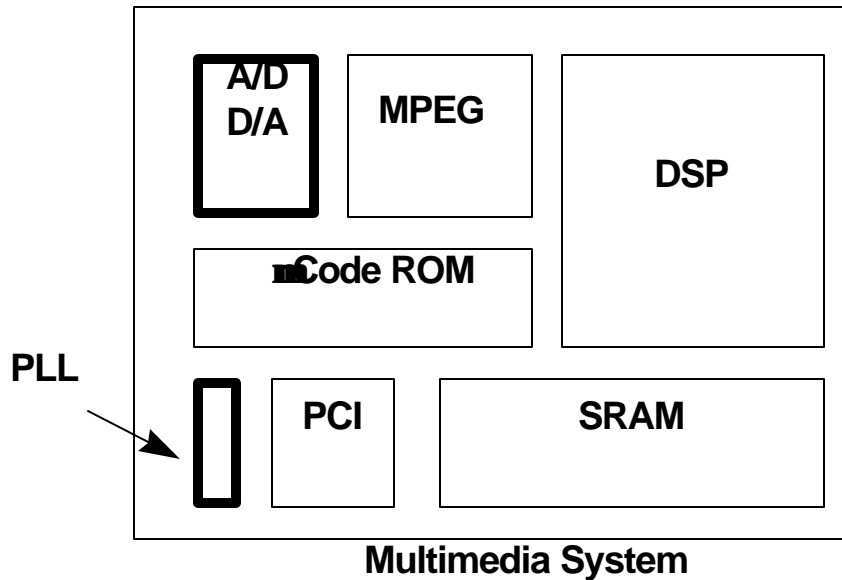 A/D
D/A
MPEG
DSP
mCode ROM
PLL
PCI
SRAM
Multimedia System